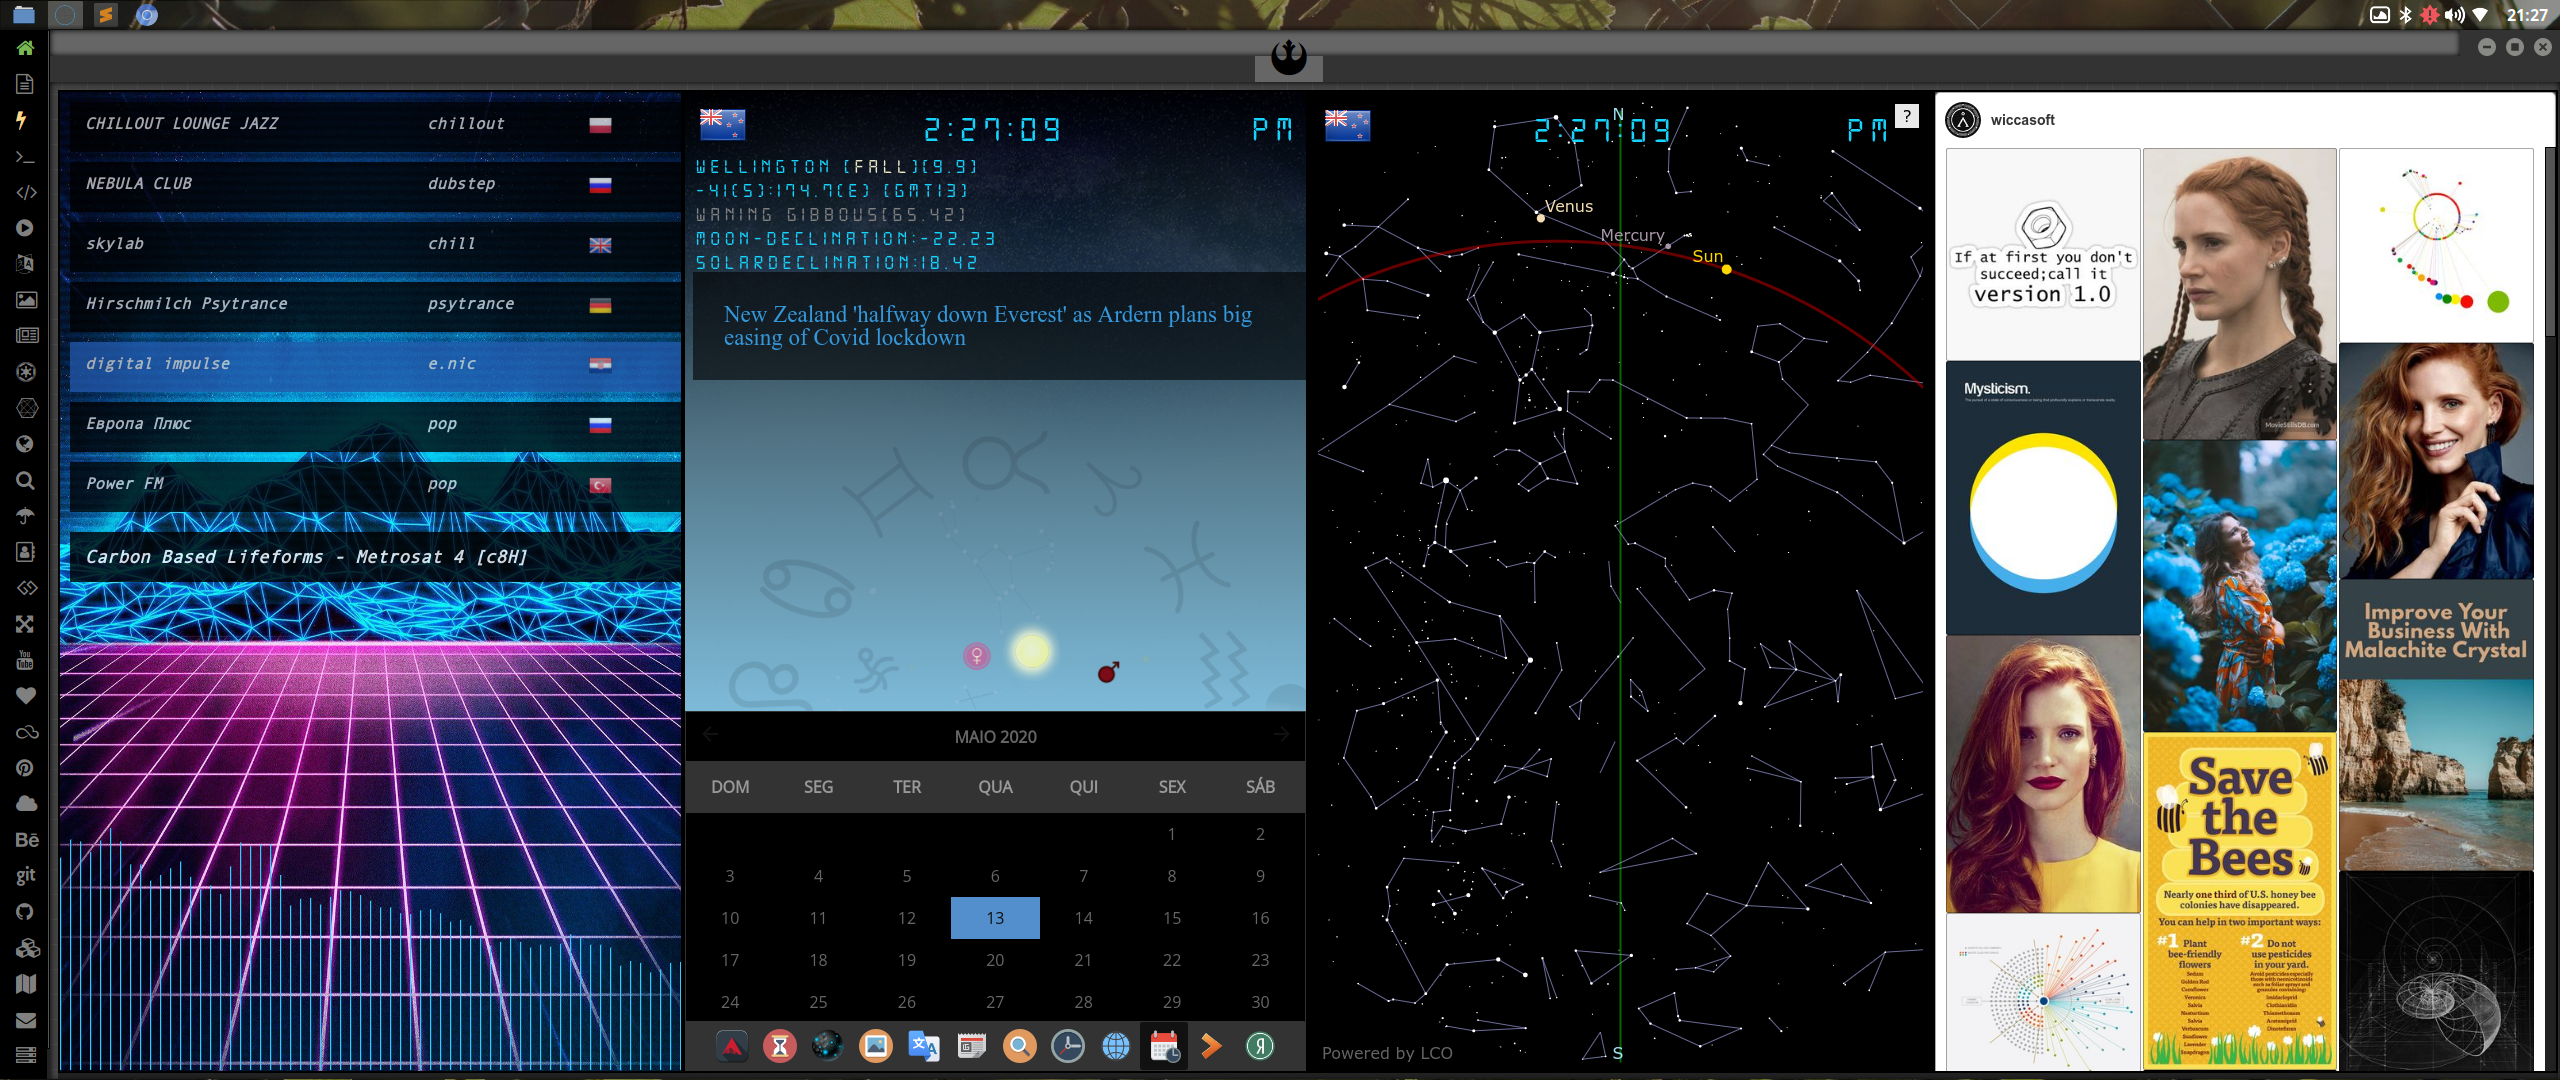 21:27
CHILLOUT LOUNGE JAZZ chillout
NEBULA CLUB dubstep
skylab chill
Hirschmilch Psytrance psytrance
digital impulse e.nic
Европа Плюс pop
Power FM pop
Carbon Based Lifeforms - Metrosat 4 [c8H]
You
Tube
Bē
git
2:27:09 PM
WELLINGTON [FALL][9.9]
-41(S):174.7(E) [GMT13]
WANING GIBBOUS[65.42]
MOON-DECLINATION:-22.23
SOLARDECLINATION:18.42
New Zealand 'halfway down Everest' as Ardern plans big
easing of Covid lockdown
MAIO 2020
DOM SEG TER QUA QUI SEX SÁB
1 2
3 4 5 6 7 8 9
10 11 12 13 14 15 16
17 18 19 20 21 22 23
24 25 26 27 28 29 30
N
2:27:09 PM
?
Venus
Mercury
Sun
Powered by LCO
S
wiccasoft
If at first you don't
succeed;call it
version 1.0
Mysticism.
MovieStillsDB.com
Improve Your
Business With
Malachite Crystal
Save
the
Bees
Nearly one third of U.S. honey bee
colonies have disappeared.
You can help in two important ways:
#1 Plant
bee-friendly
flowers
#2 Do not
use pesticides
in your yard.